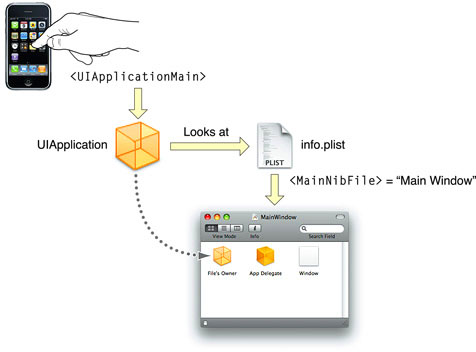 <UIApplicationMain>
UIApplication
Looks at
PLIST
info.plist
<MainNibFile> = “Main Window”
MainWindow
View Mode
Info
Search Field
File's Owner
App Delegate
Window